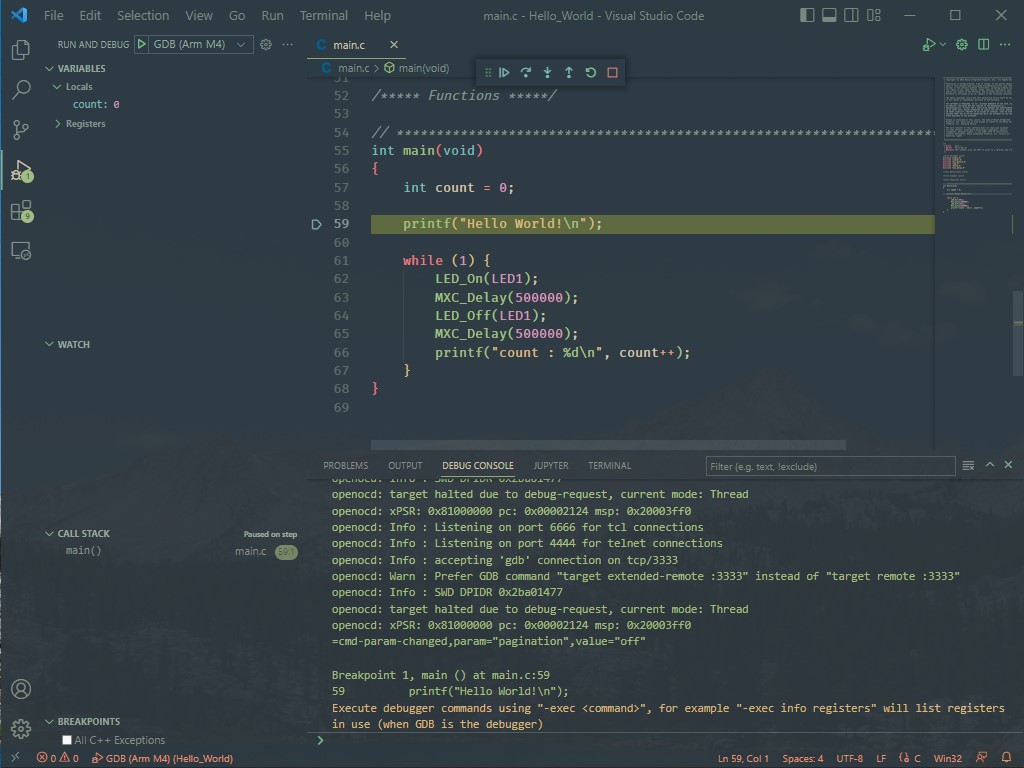 File Edit Selection View Go Run Terminal Help main.c - Hello_World - Visual Studio Code
RUN AND DEBUG GDB (Arm M4)
main.c
main.c > main(void)
VARIABLES
Locals
count: 0
Registers
1
9
WATCH
CALL STACK Paused on step
main() main.c 59:1
BREAKPOINTS
All C++ Exceptions
51
52 /***** Functions *****/
53
54 // ********************************************************************
55 int main(void)
56 {
57 int count = 0;
58
59 printf("Hello World!\n");
60
61 while (1) {
62 LED_On(LED1);
63 MXC_Delay(500000);
64 LED_Off(LED1);
65 MXC_Delay(500000);
66 printf("count : %d\n", count++);
67 }
68 }
69
PROBLEMS OUTPUT DEBUG CONSOLE JUPYTER TERMINAL Filter (e.g. text, !exclude)
openocd: Info : SWD DPIDR 0x2ba01477
openocd: target halted due to debug-request, current mode: Thread
openocd: xPSR: 0x81000000 pc: 0x00002124 msp: 0x20003ff0
openocd: Info : Listening on port 6666 for tcl connections
openocd: Info : Listening on port 4444 for telnet connections
openocd: Info : accepting 'gdb' connection on tcp/3333
openocd: Warn : Prefer GDB command "target extended-remote :3333" instead of "target remote :3333"
openocd: Info : SWD DPIDR 0x2ba01477
openocd: target halted due to debug-request, current mode: Thread
openocd: xPSR: 0x81000000 pc: 0x00002124 msp: 0x20003ff0
=cmd-param-changed,param="pagination",value="off"
Breakpoint 1, main () at main.c:59
59 printf("Hello World!\n");
Execute debugger commands using "-exec <command>", for example "-exec info registers" will list registers
in use (when GDB is the debugger)
>
0 0 GDB (Arm M4) (Hello_World) Ln 59, Col 1 Spaces: 4 UTF-8 LF {} C Win32